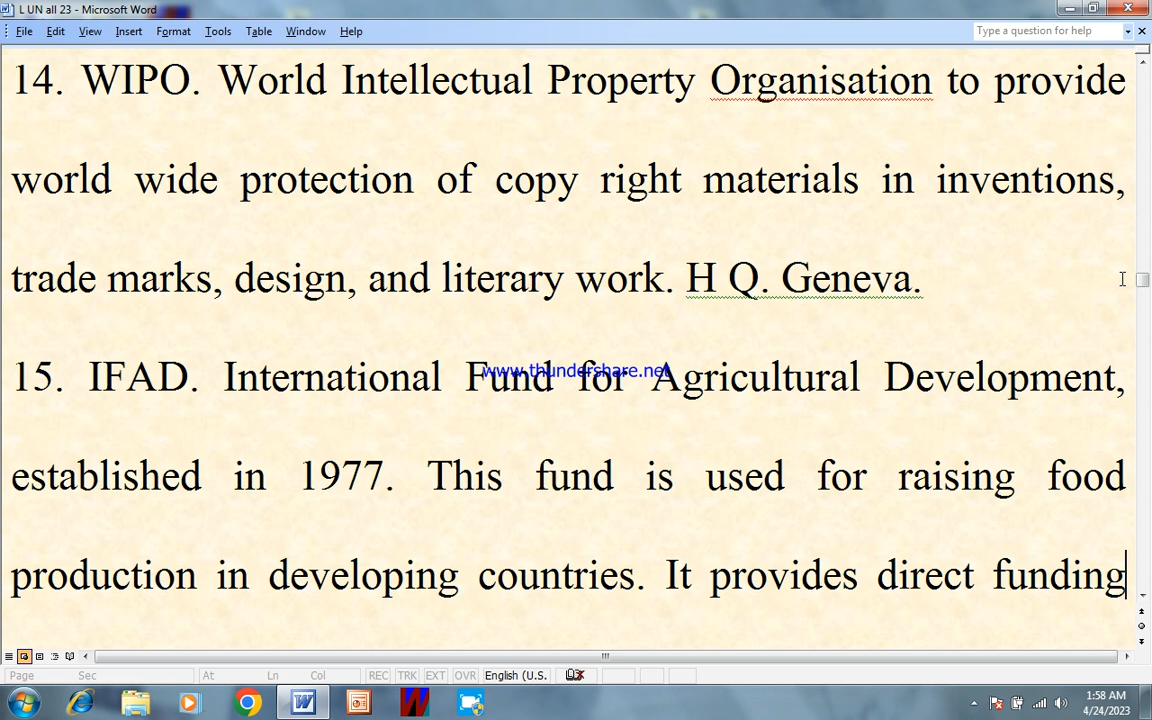 L UN all 23 - Microsoft Word
File Edit View Insert Format Tools Table Window Help Type a question for help
14. WIPO. World Intellectual Property Organisation to provide
world wide protection of copy right materials in inventions,
trade marks, design, and literary work. H Q. Geneva.
www.thundershare.net
15. IFAD. International Fund for Agricultural Development,
established in 1977. This fund is used for raising food
production in developing countries. It provides direct funding
Page Sec At Ln Col REC TRK EXT OVR English (U.S.
1:58 AM
4/24/2023